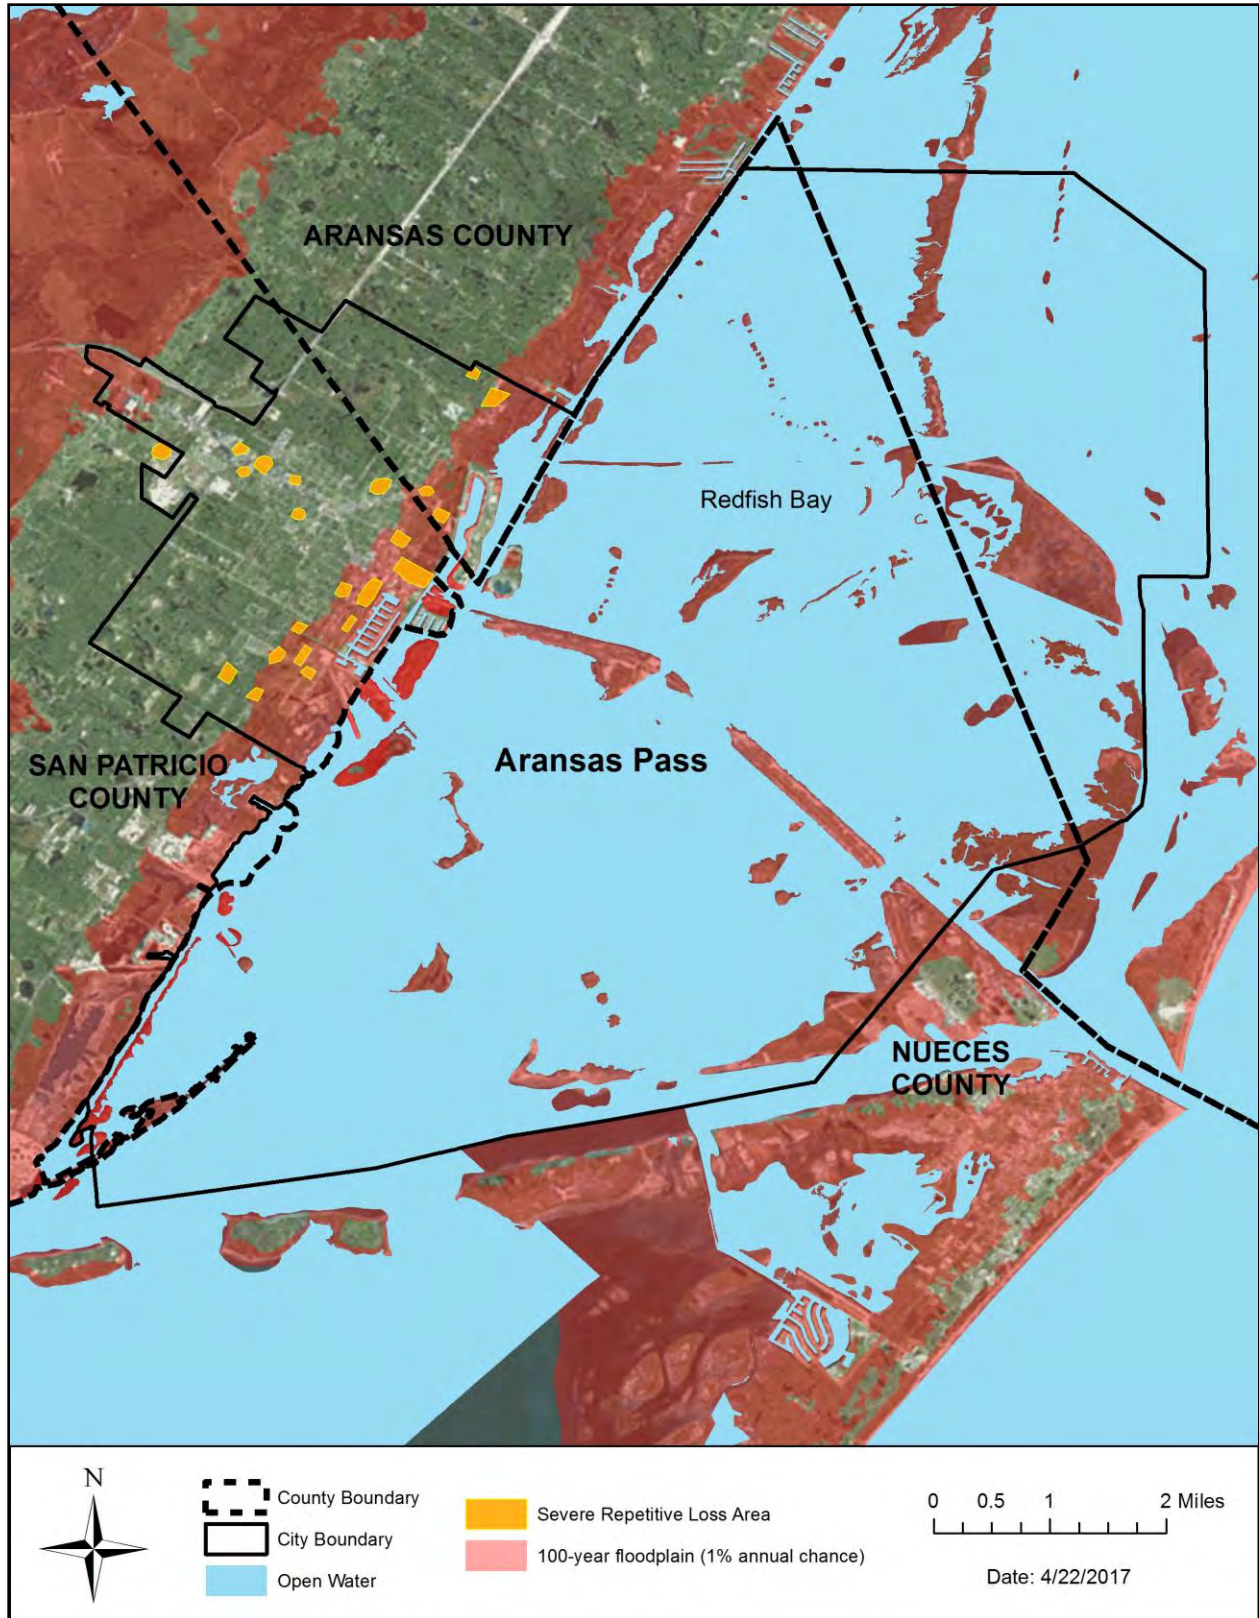 ARANSAS COUNTY
Redfish Bay
Aransas Pass
SAN PATRICIO
COUNTY
NUECES
COUNTY
N
County Boundary
City Boundary
Open Water
Severe Repetitive Loss Area
100-year floodplain (1% annual chance)
0 0.5 1 2 Miles
Date: 4/22/2017